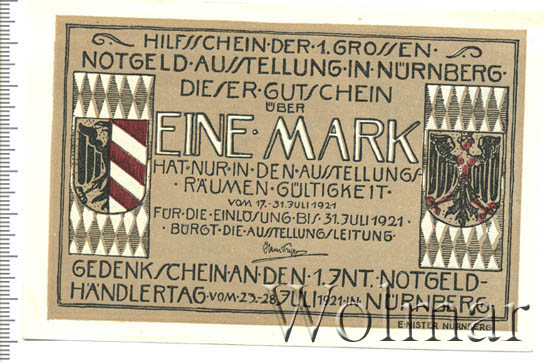 HILFSSCHEIN·DER·1.GROSSEN·
NOTGELD·AUSSTELLUNG·IN·NÜRNBERG·
DIESER·GUTSCHEIN
ÜBER
EINE·MARK
HAT·NUR·IN·DEN·AUSSTELLUNGS-
·RÄUMEN·GÜLTIGKEIT·
VOM 17.-31.JULI 1921
FÜR·DIE·EINLÖSUNG·BIS·31.JULI 1921·
·BÜRGT·DIE·AUSSTELLUNGSLEITUNG·
GEDENKSCHEIN·AN·DEN·1.INT.·NOTGELD-
HÄNDLERTAG·VOM·23.-28.JULI 1921·IN·NÜRNBERG·
E.NISTER NÜRNBERG
Wolmar